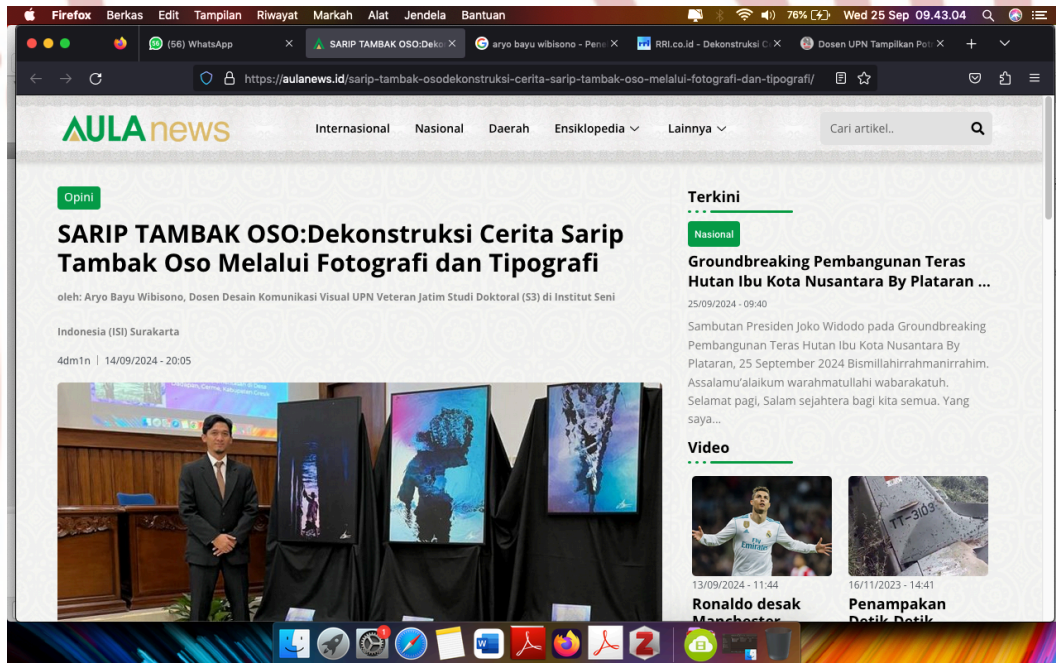 Firefox Berkas Edit Tampilan Riwayat Markah Alat Jendela Bantuan 76% Wed 25 Sep 09.43.04
(56) WhatsApp
SARIP TAMBAK OSO:Deko
aryo bayu wibisono - Pene
RRI.co.id - Dekonstruksi C
Dosen UPN Tampilkan Pot
https://aulanews.id/sarip-tambak-osodekonstruksi-cerita-sarip-tambak-oso-melalui-fotografi-dan-tipografi/
AULA news
Internasional Nasional Daerah Ensiklopedia Lainnya
Cari artikel..
Opini
SARIP TAMBAK OSO:Dekonstruksi Cerita Sarip
Tambak Oso Melalui Fotografi dan Tipografi
oleh: Aryo Bayu Wibisono, Dosen Desain Komunikasi Visual UPN Veteran Jatim Studi Doktoral (S3) di Institut Seni
Indonesia (ISI) Surakarta
4dm1n | 14/09/2024 - 20:05
Terkini
Nasional
Groundbreaking Pembangunan Teras
Hutan Ibu Kota Nusantara By Plataran ...
25/09/2024 - 09:40
Sambutan Presiden Joko Widodo pada Groundbreaking
Pembangunan Teras Hutan Ibu Kota Nusantara By
Plataran, 25 September 2024 Bismillahirrahmanirrahim.
Assalamu'alaikum warahmatullahi wabarakatuh.
Selamat pagi, Salam sejahtera bagi kita semua. Yang
saya...
Video
Fly
Emirates
TT-3103
13/09/2024 - 11:44
Ronaldo desak
Manchester
16/11/2023 - 14:41
Penampakan
Detik Detik